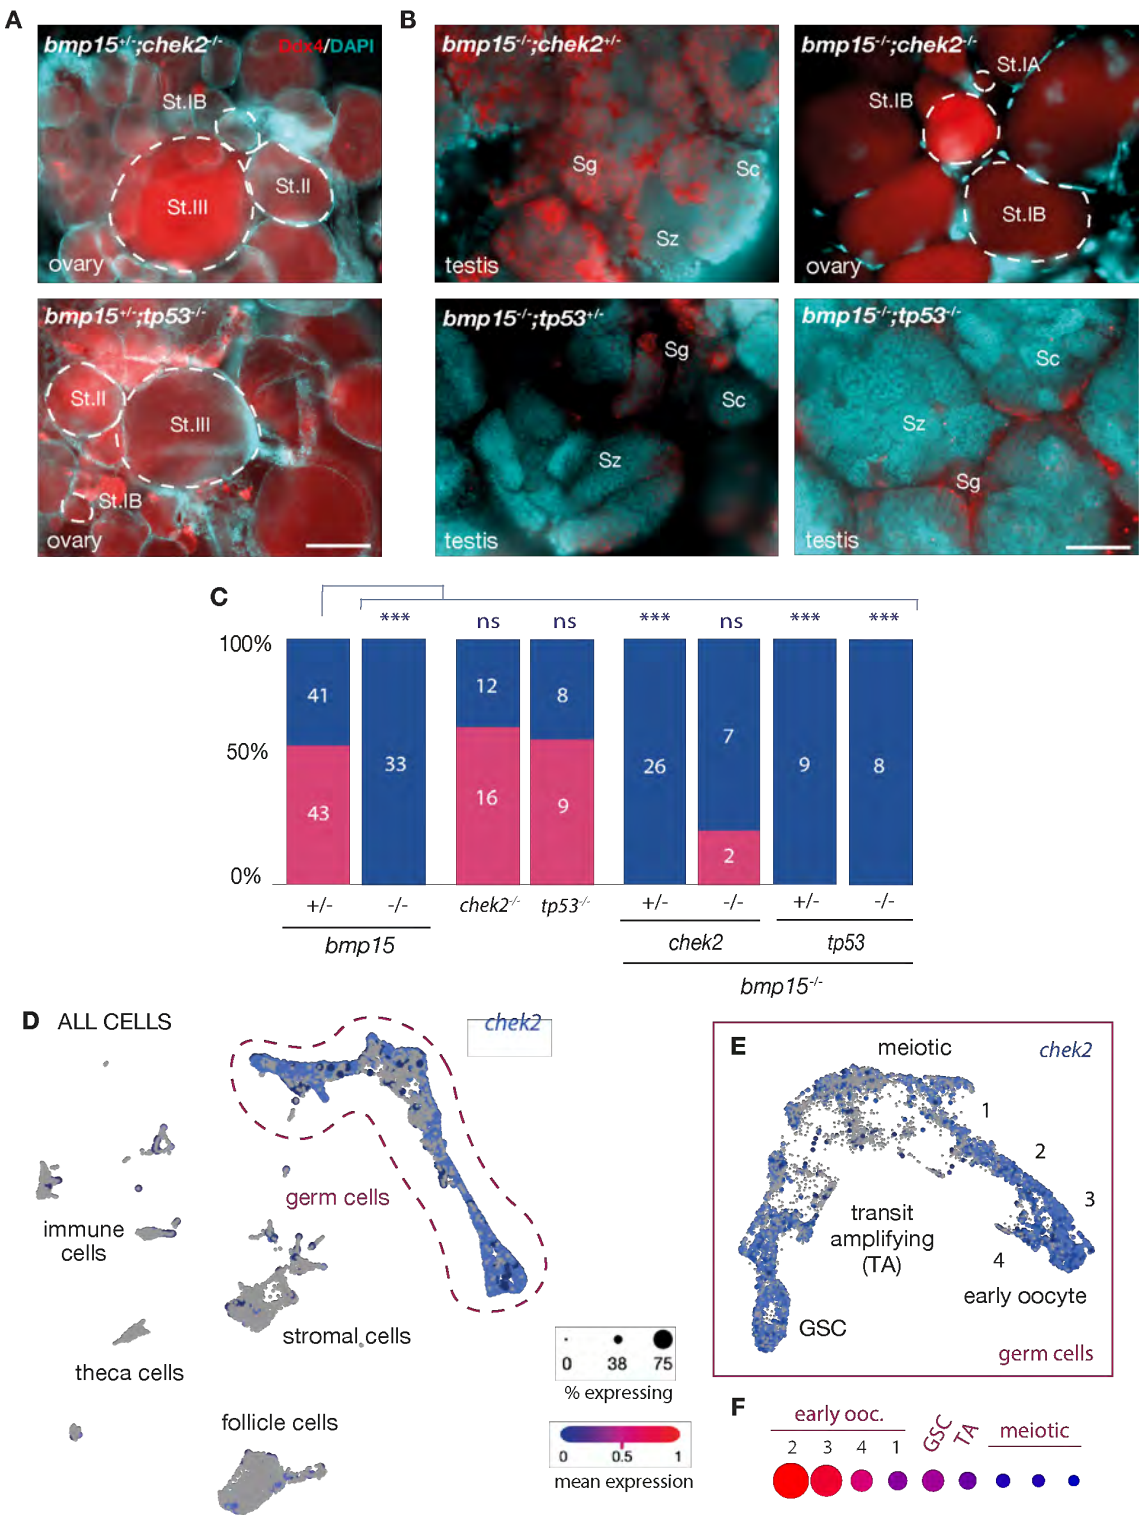 A
bmp15+/-;chek2-/-
Ddx4/DAPI
St.IB
St.II
St.III
ovary
bmp15+/-;tp53-/-
St.II
St.III
St.IB
ovary
B
bmp15-/-;chek2+/-
Sg
Sc
Sz
testis
bmp15-/-;chek2-/-
St.IA
St.IB
St.IB
ovary
bmp15-/-;tp53+/-
Sg
Sc
Sz
testis
bmp15-/-;tp53-/-
Sc
Sz
Sg
testis
C
*** ns ns *** ns *** ***
100%
50%
0%
41 12 8
33 26 7 9 8
43 16 9 2
+/- -/- chek2-/- tp53-/- +/- -/- +/- -/-
bmp15 chek2 tp53
bmp15-/-
D ALL CELLS
chek2
germ cells
immune
cells
stromal cells
theca cells
follicle cells
0 38 75
% expressing
0 0.5 1
mean expression
E
meiotic
chek2
1
2
3
4
transit
amplifying
(TA)
early oocyte
GSC
germ cells
F
early ooc. GSC TA meiotic
2 3 4 1